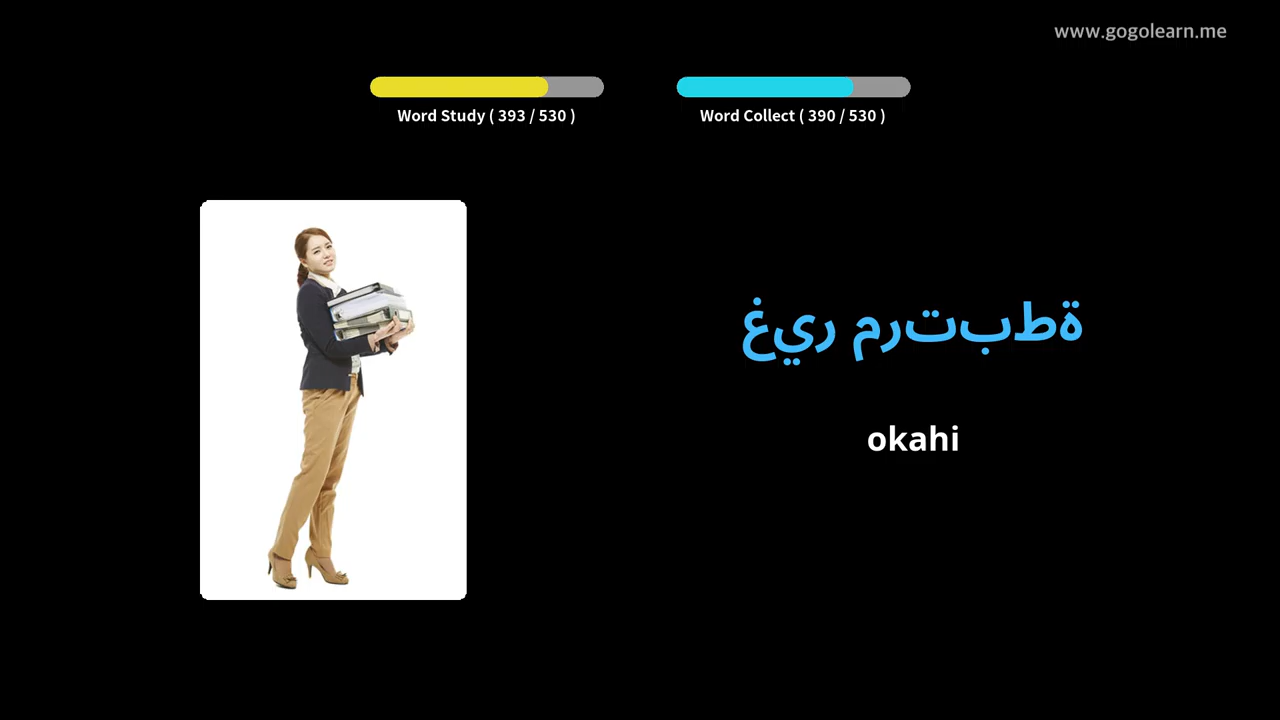 www.gogolearn.me
Word Study ( 393 / 530 )
Word Collect ( 390 / 530 )
غير مرتبطة
okahi